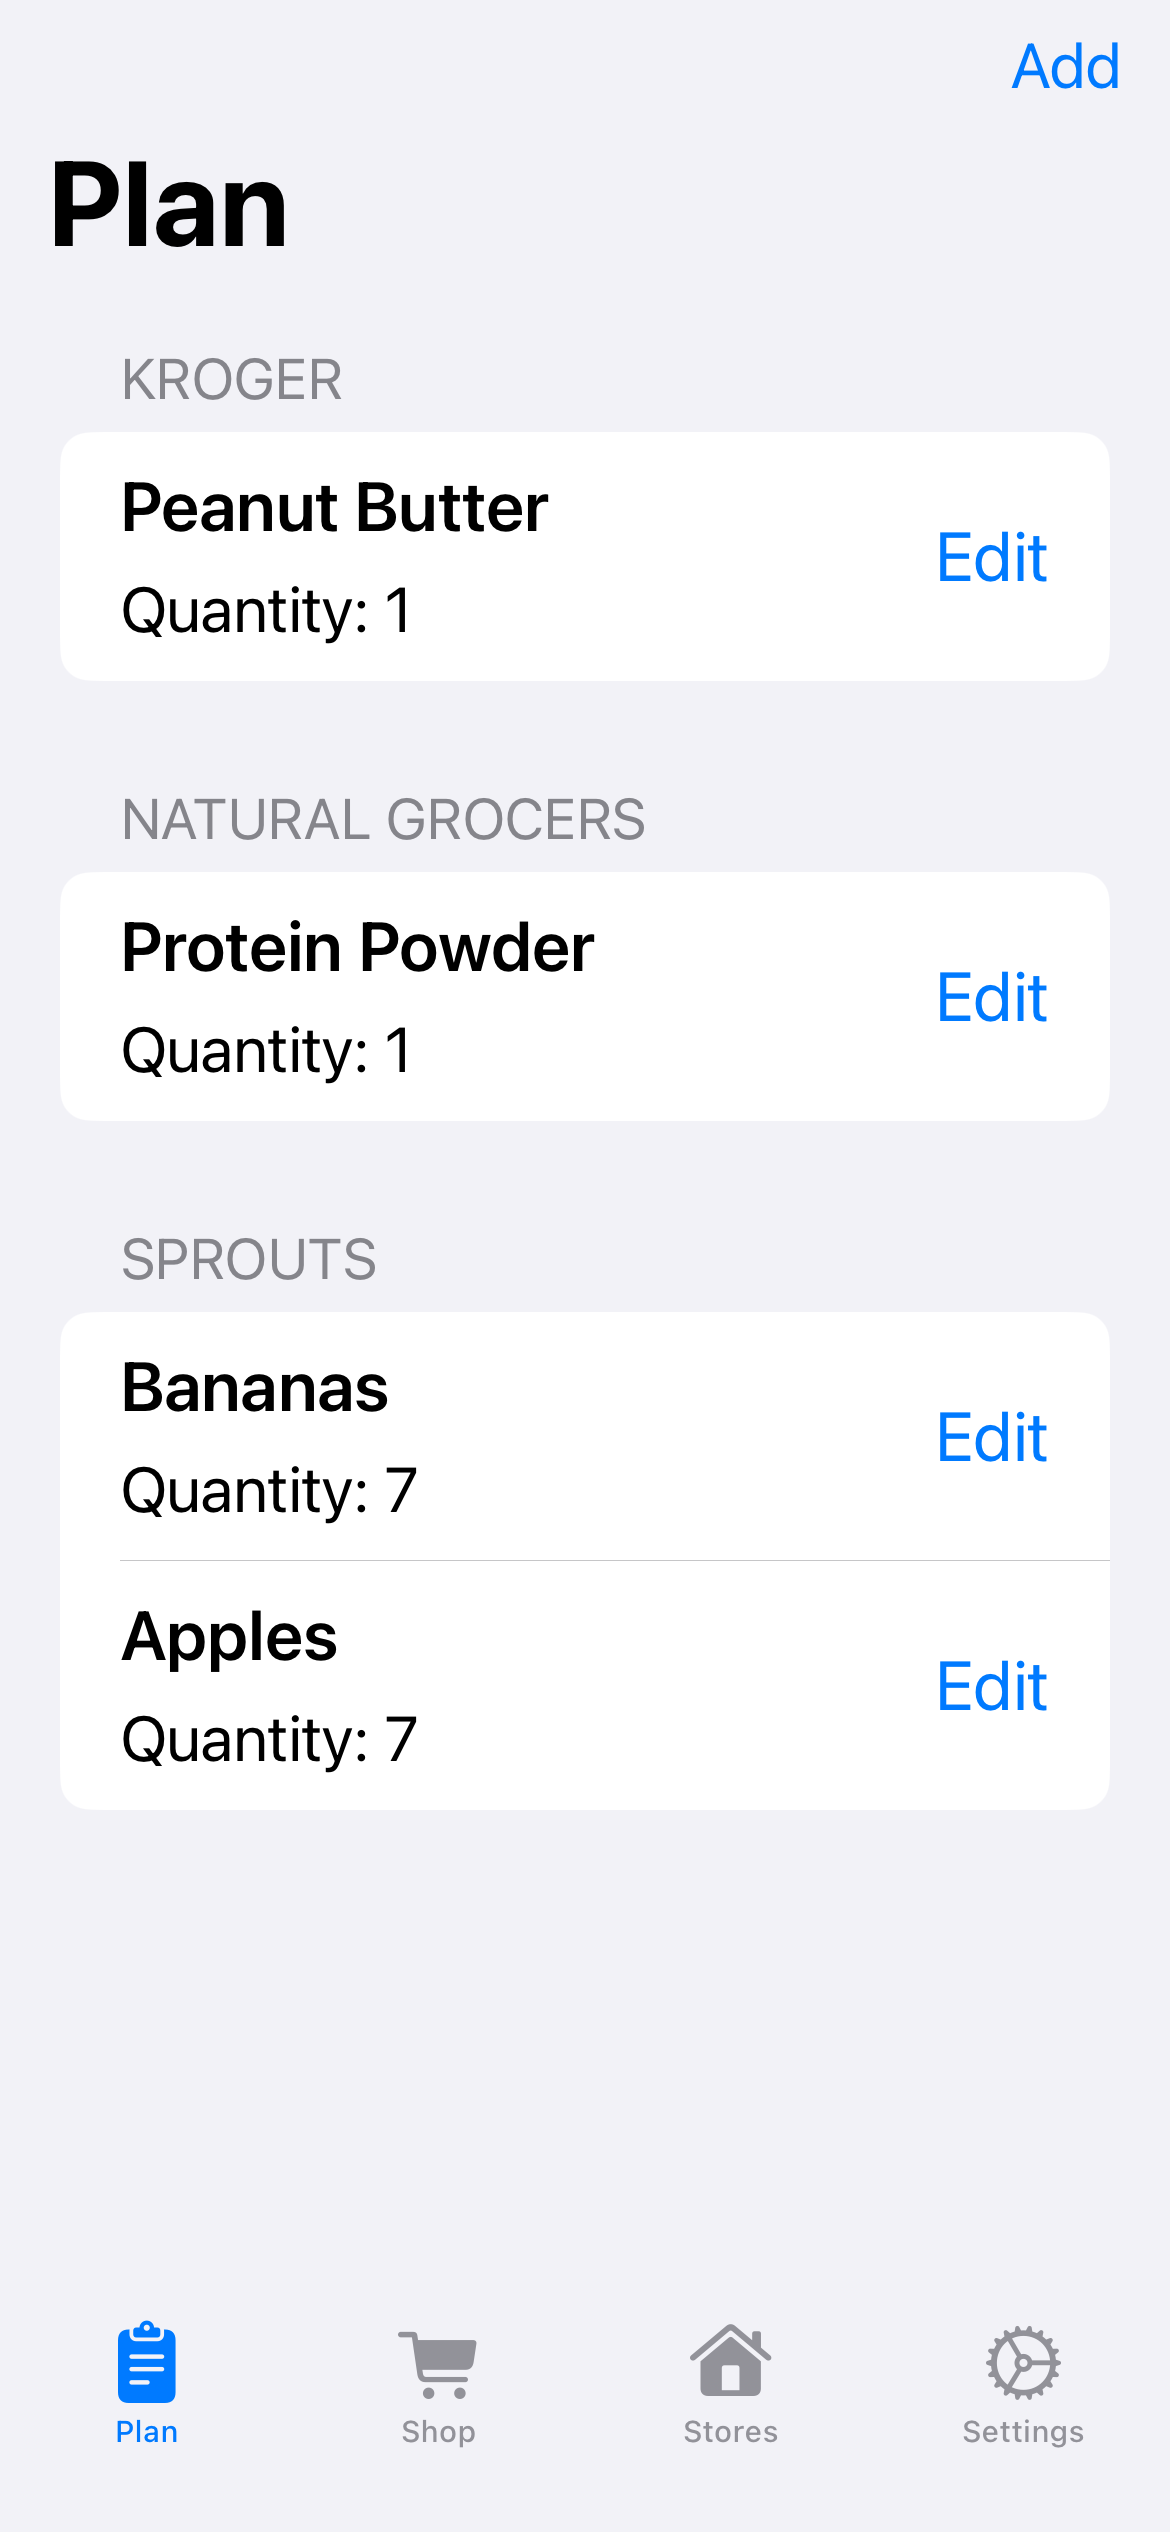 Add
Plan
KROGER
Peanut Butter
Edit
Quantity: 1
NATURAL GROCERS
Protein Powder
Edit
Quantity: 1
SPROUTS
Bananas
Edit
Quantity: 7
Apples
Edit
Quantity: 7
Plan
Shop
Stores
Settings